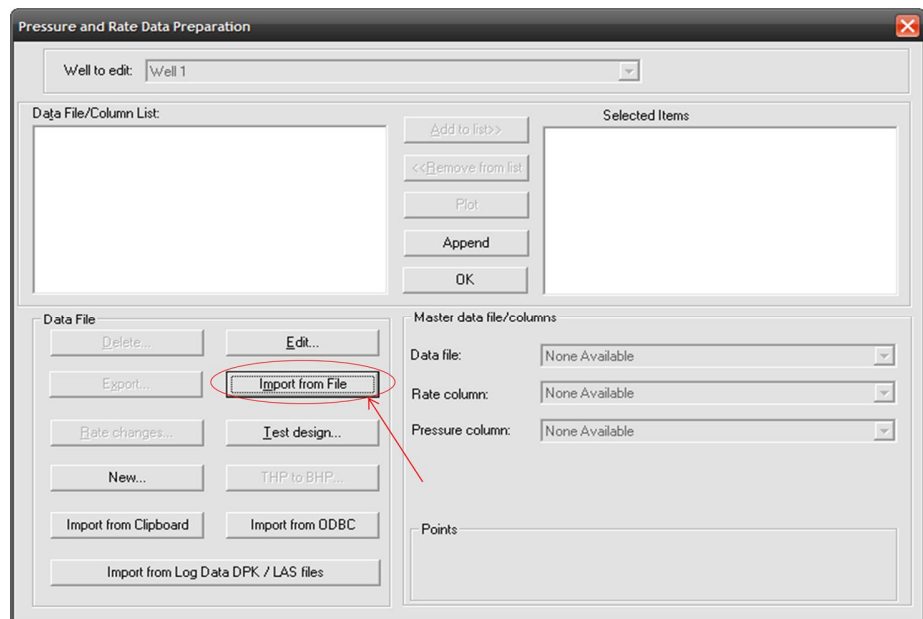 Pressure and Rate Data Preparation
Well to edit: Well 1
Data File/Column List:
Selected Items
Add to list>>
<<Remove from list
Plot
Append
OK
Data File
Delete... Edit...
Export... Import from File
Rate changes... Test design...
New... THP to BHP...
Import from Clipboard Import from ODBC
Import from Log Data DPK / LAS files
Master data file/columns
Data file: None Available
Rate column: None Available
Pressure column: None Available
Points